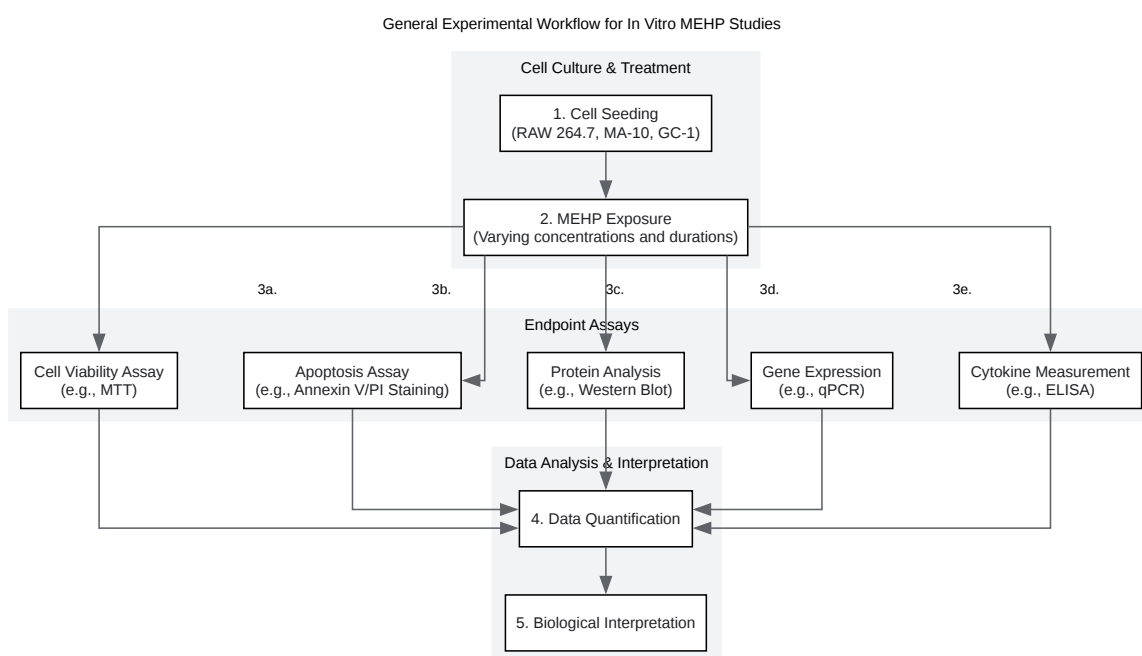 General Experimental Workflow for In Vitro MEHP Studies
Cell Culture & Treatment
1. Cell Seeding
(RAW 264.7, MA-10, GC-1)
2. MEHP Exposure
(Varying concentrations and durations)
3a.
3b.
3c.
3d.
3e.
Endpoint Assays
Cell Viability Assay
(e.g., MTT)
Apoptosis Assay
(e.g., Annexin V/PI Staining)
Protein Analysis
(e.g., Western Blot)
Gene Expression
(e.g., qPCR)
Cytokine Measurement
(e.g., ELISA)
Data Analysis & Interpretation
4. Data Quantification
5. Biological Interpretation